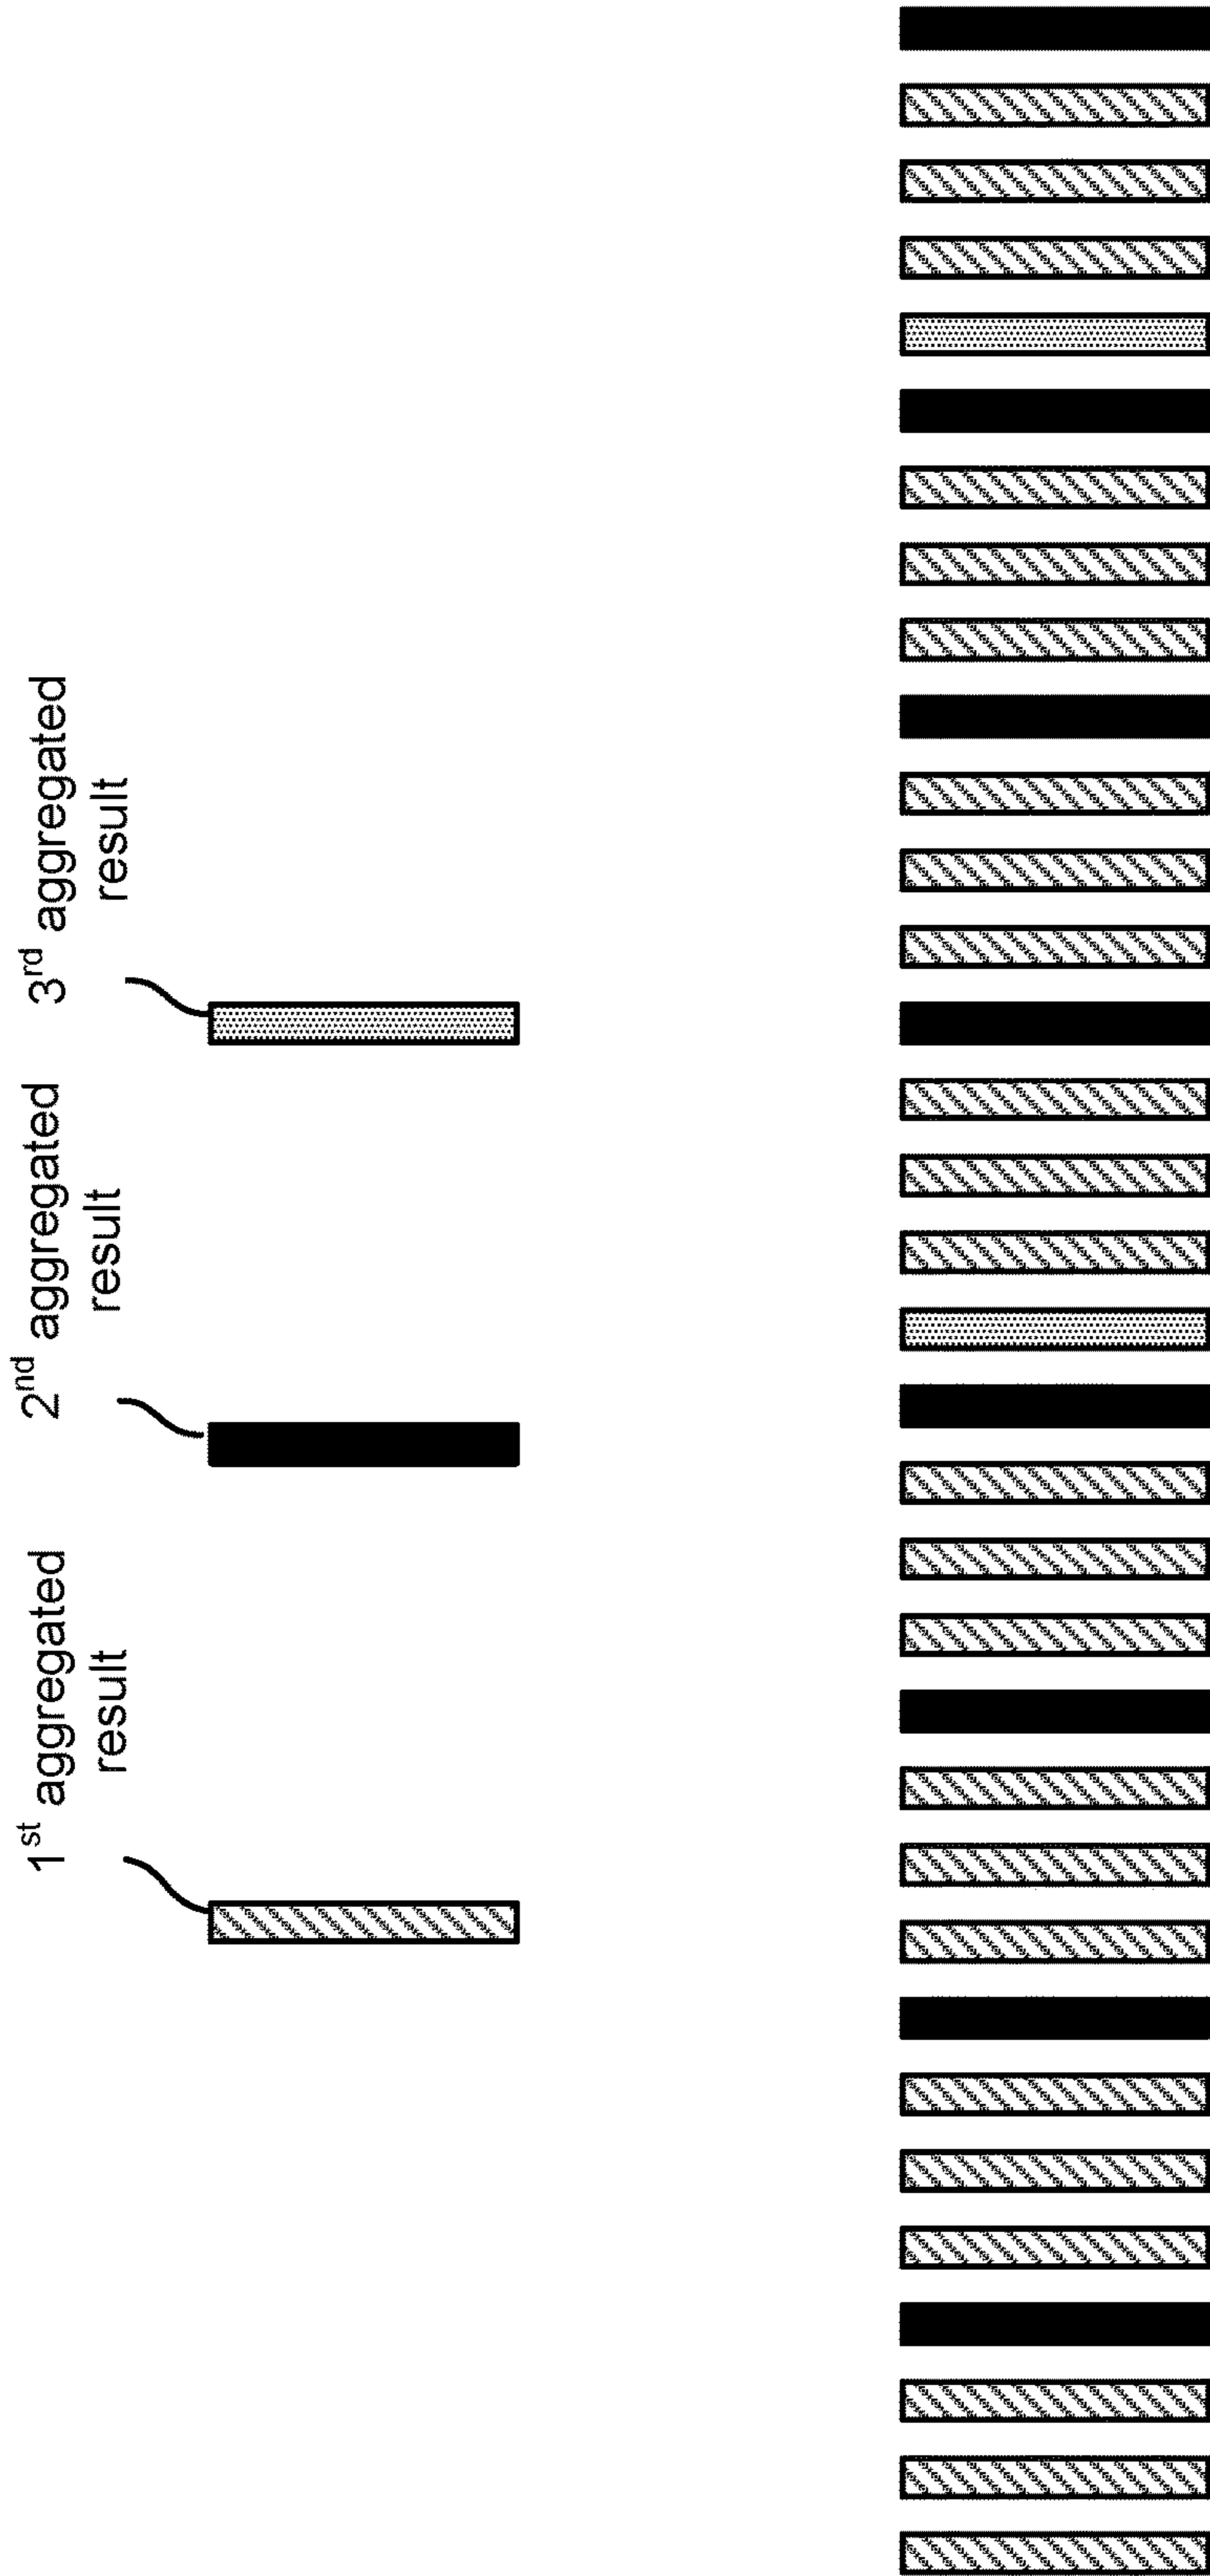 1st aggregated
result
2nd aggregated
result
3rd aggregated
result